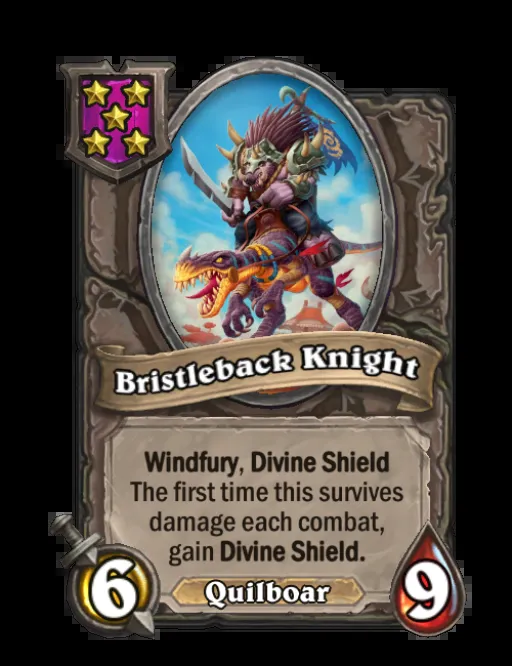 Bristleback Knight
Windfury, Divine Shield
The first time this survives
damage each combat,
gain Divine Shield.
6
Quilboar
9